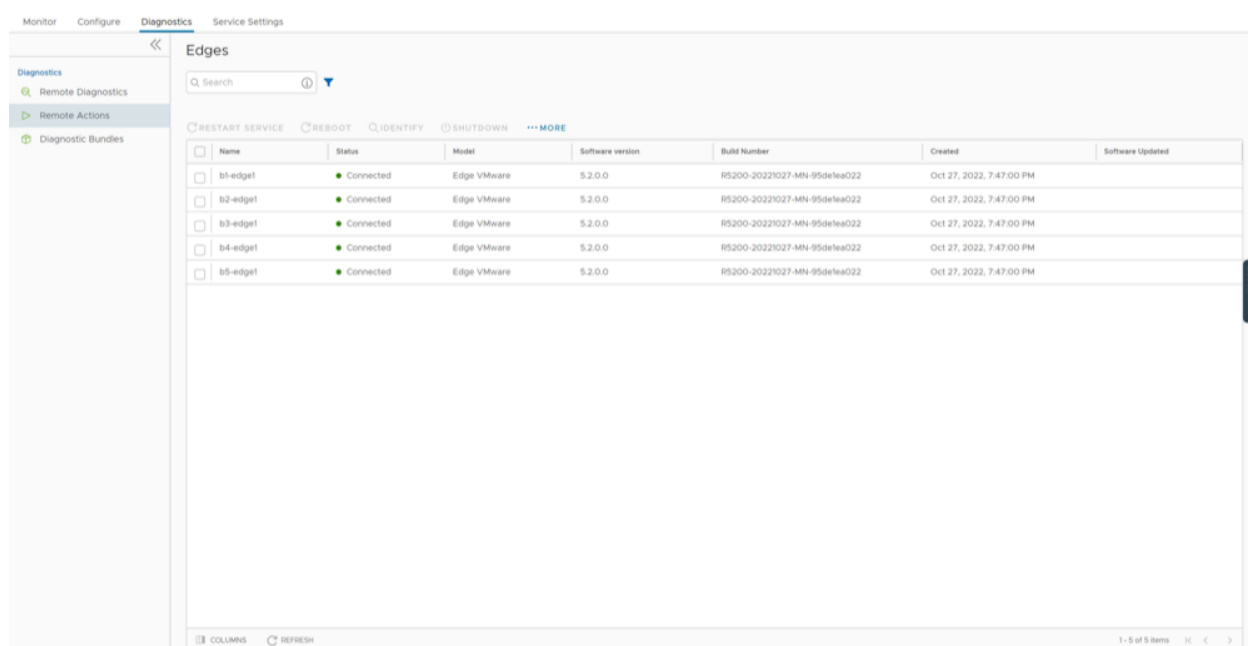 Monitor Configure Diagnostics Service Settings
Edges
Diagnostics
Search
Remote Diagnostics
Remote Actions
RESTART SERVICE REBOOT IDENTIFY SHUTDOWN ••• MORE
Diagnostic Bundles
Name Status Model Software version Build Number Created Software Updated
b1-edge1 Connected Edge VMware 5.2.0.0 R5200-20221027-MN-95de1ea022 Oct 27, 2022, 7:47:00 PM
b2-edge1 Connected Edge VMware 5.2.0.0 R5200-20221027-MN-95de1ea022 Oct 27, 2022, 7:47:00 PM
b3-edge1 Connected Edge VMware 5.2.0.0 R5200-20221027-MN-95de1ea022 Oct 27, 2022, 7:47:00 PM
b4-edge1 Connected Edge VMware 5.2.0.0 R5200-20221027-MN-95de1ea022 Oct 27, 2022, 7:47:00 PM
b5-edge1 Connected Edge VMware 5.2.0.0 R5200-20221027-MN-95de1ea022 Oct 27, 2022, 7:47:00 PM
COLUMNS REFRESH 1 - 5 of 5 items